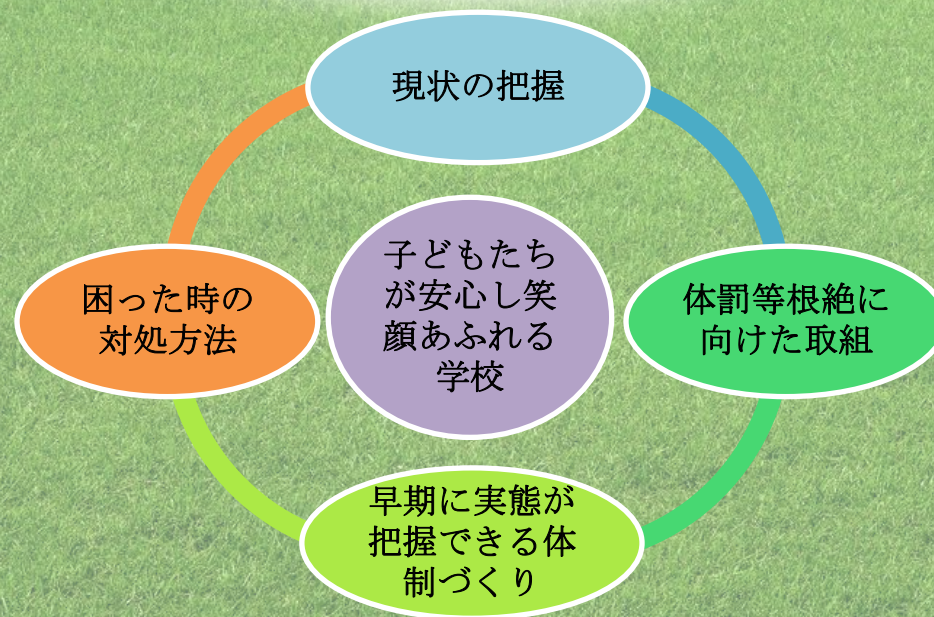 現状の把握
困った時の
対処方法
子どもたち
が安心し笑
顔あふれる
学校
体罰等根絶に
向けた取組
早期に実態が
把握できる体
制づくり